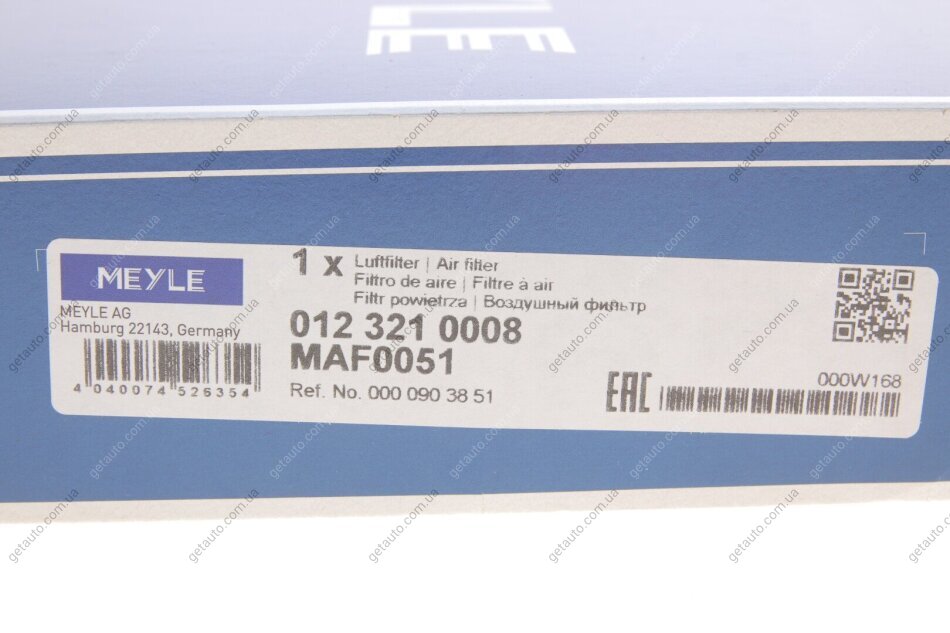 MEYLE
MEYLE AG
Hamburg 22143, Germany
4 040074 526354
1 x Luftfilter | Air filter
Filtro de aire | Filtre à air
Filtr powietrza | Воздушный фильтр
012 321 0008
MAF0051
Ref. No. 000 090 38 51
EAC
000W168
getauto.com.ua